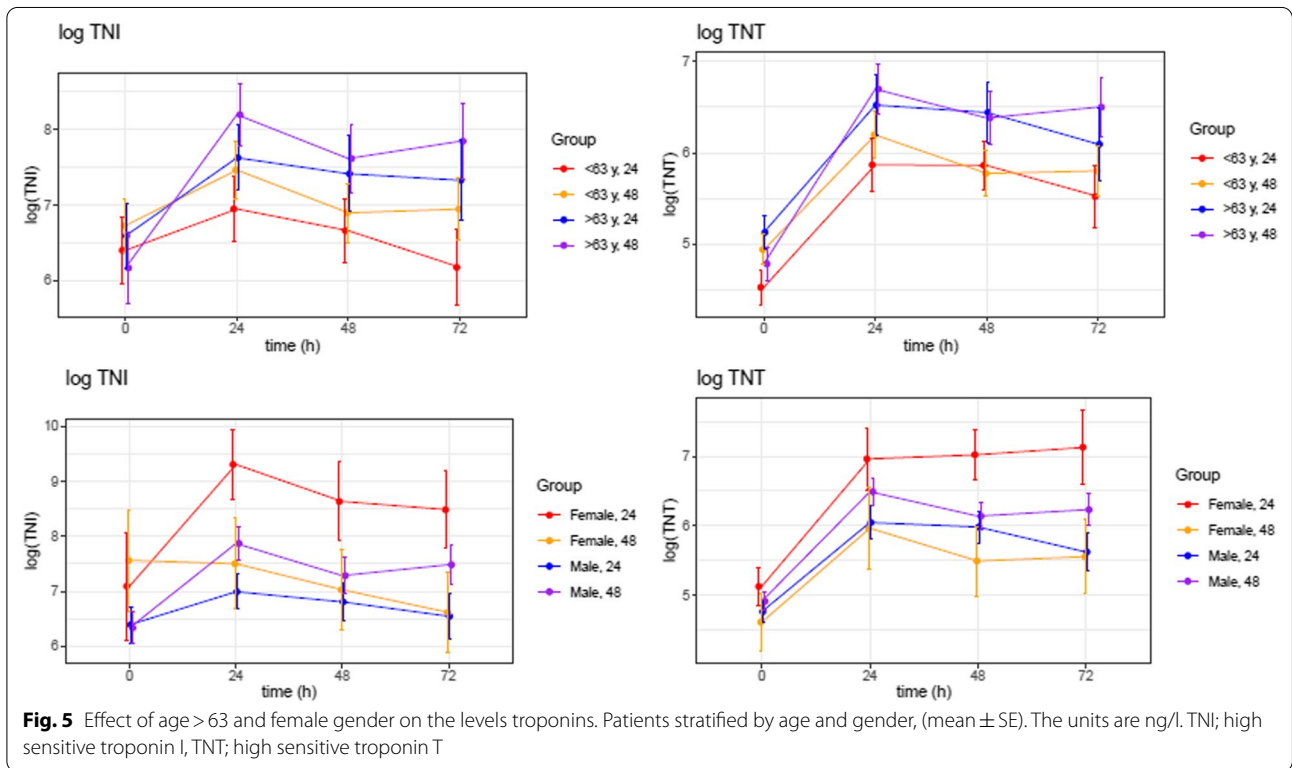 log TNI
log(TNI)
8
7
6
0
24
48
72
time (h)
Group
<63 y, 24
<63 y, 48
>63 y, 24
>63 y, 48
log TNT
log(TNT)
7
6
5
0
24
48
72
time (h)
Group
<63 y, 24
<63 y, 48
>63 y, 24
>63 y, 48
log TNI
log(TNI)
10
9
8
7
6
0
24
48
72
time (h)
Group
Female, 24
Female, 48
Male, 24
Male, 48
log TNT
log(TNT)
7
6
5
0
24
48
72
time (h)
Group
Female, 24
Female, 48
Male, 24
Male, 48
Fig. 5 Effect of age > 63 and female gender on the levels troponins. Patients stratified by age and gender, (mean ± SE). The units are ng/l. TNI; high
sensitive troponin I, TNT; high sensitive troponin T